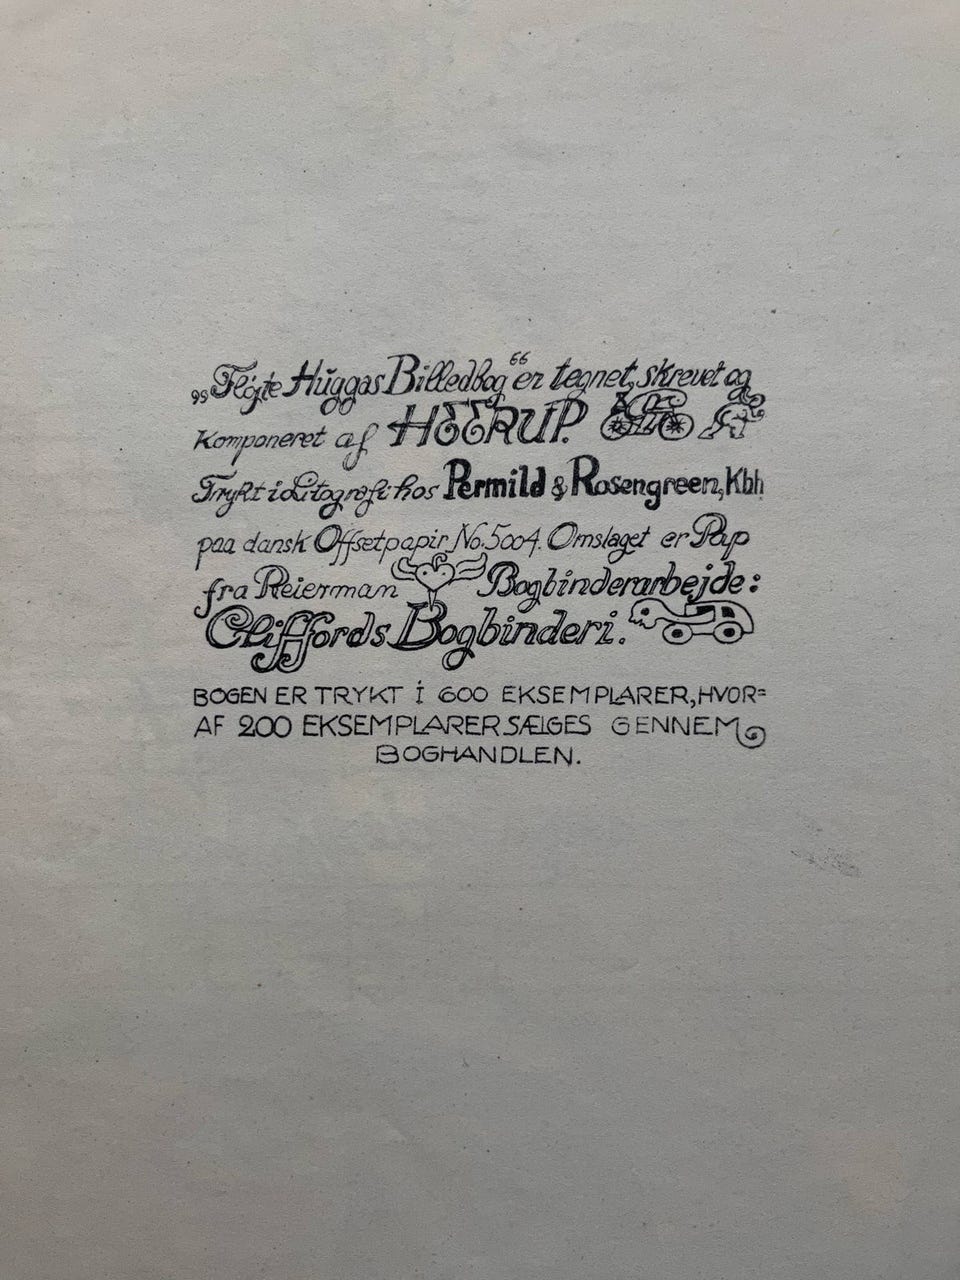 „Fløjte Huggas Billedbog“ er tegnet, skrevet og
Komponeret af HEERUP.
Trykt i Litografi hos Permild & Rosengreen, Kbh
paa dansk Offsetpapir No. 5004. Omslaget er Pap
fra Reierman Bogbinderarbejde:
Cliffords Bogbinderi.
BOGEN ER TRYKT I 600 EKSEMPLARER, HVOR=
AF 200 EKSEMPLARER SÆLGES GENNEM
BOGHANDLEN.